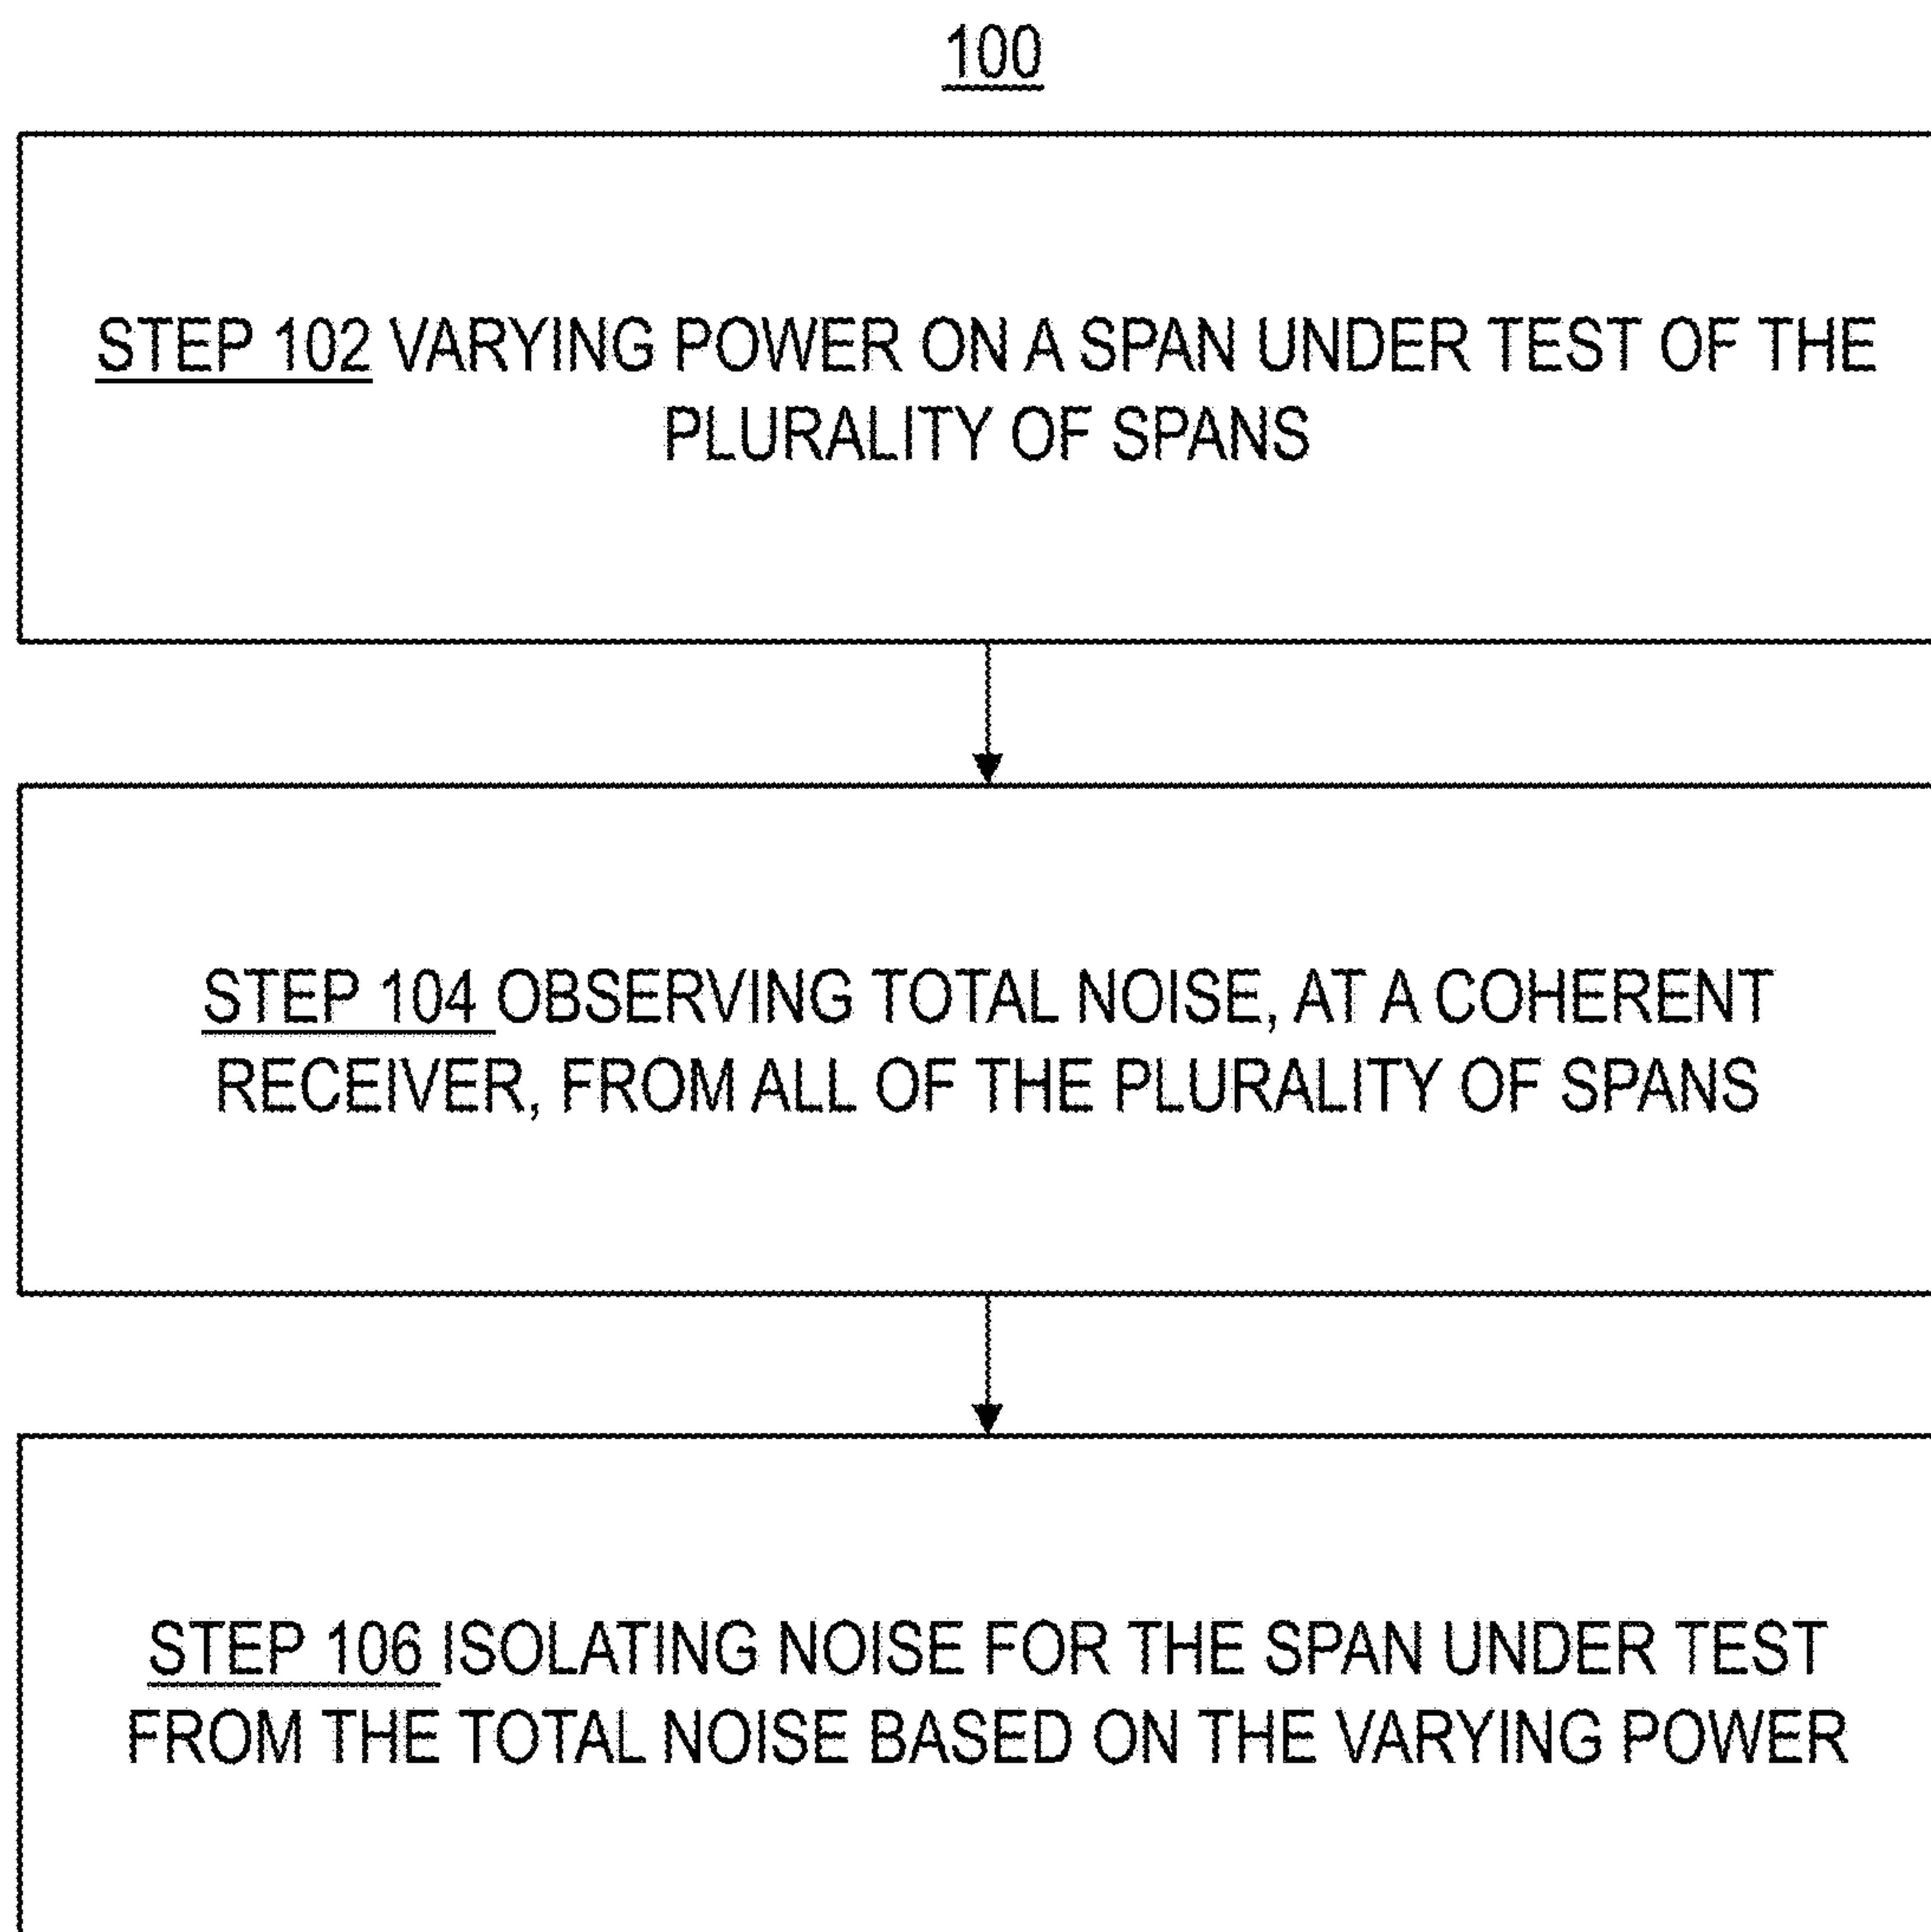 100
STEP 102 VARYING POWER ON A SPAN UNDER TEST OF THE
PLURALITY OF SPANS
STEP 104 OBSERVING TOTAL NOISE, AT A COHERENT
RECEIVER, FROM ALL OF THE PLURALITY OF SPANS
STEP 106 ISOLATING NOISE FOR THE SPAN UNDER TEST
FROM THE TOTAL NOISE BASED ON THE VARYING POWER